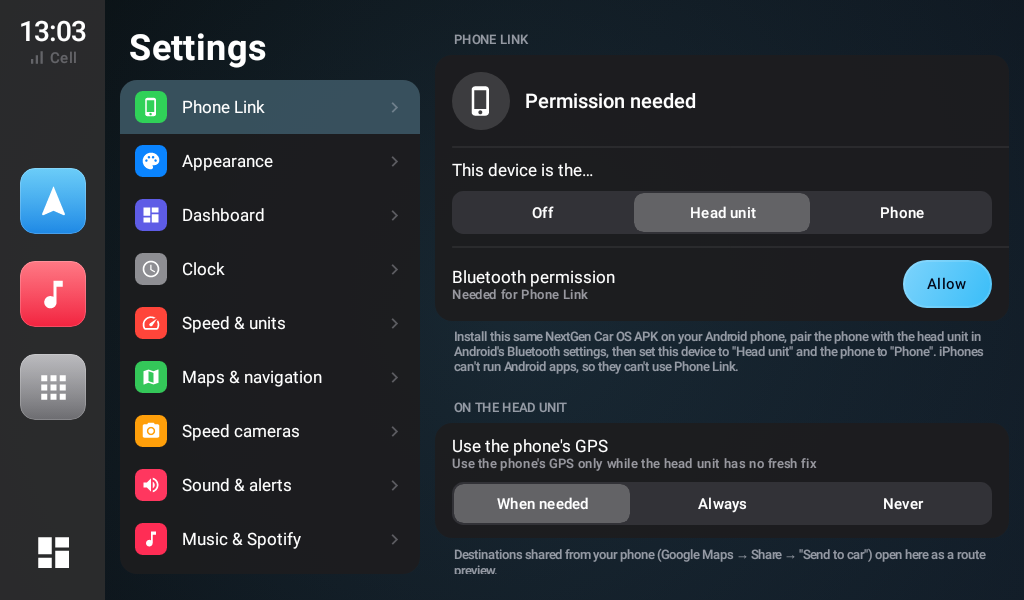 13:03
Cell
Settings
Phone Link
Appearance
Dashboard
Clock
Speed & units
Maps & navigation
Speed cameras
Sound & alerts
Music & Spotify
PHONE LINK
Permission needed
This device is the…
Off
Head unit
Phone
Bluetooth permission
Needed for Phone Link
Allow
Install this same NextGen Car OS APK on your Android phone, pair the phone with the head unit in
Android's Bluetooth settings, then set this device to "Head unit" and the phone to "Phone". iPhones
can't run Android apps, so they can't use Phone Link.
ON THE HEAD UNIT
Use the phone's GPS
Use the phone's GPS only while the head unit has no fresh fix
When needed
Always
Never
Destinations shared from your phone (Google Maps → Share → "Send to car") open here as a route
preview.